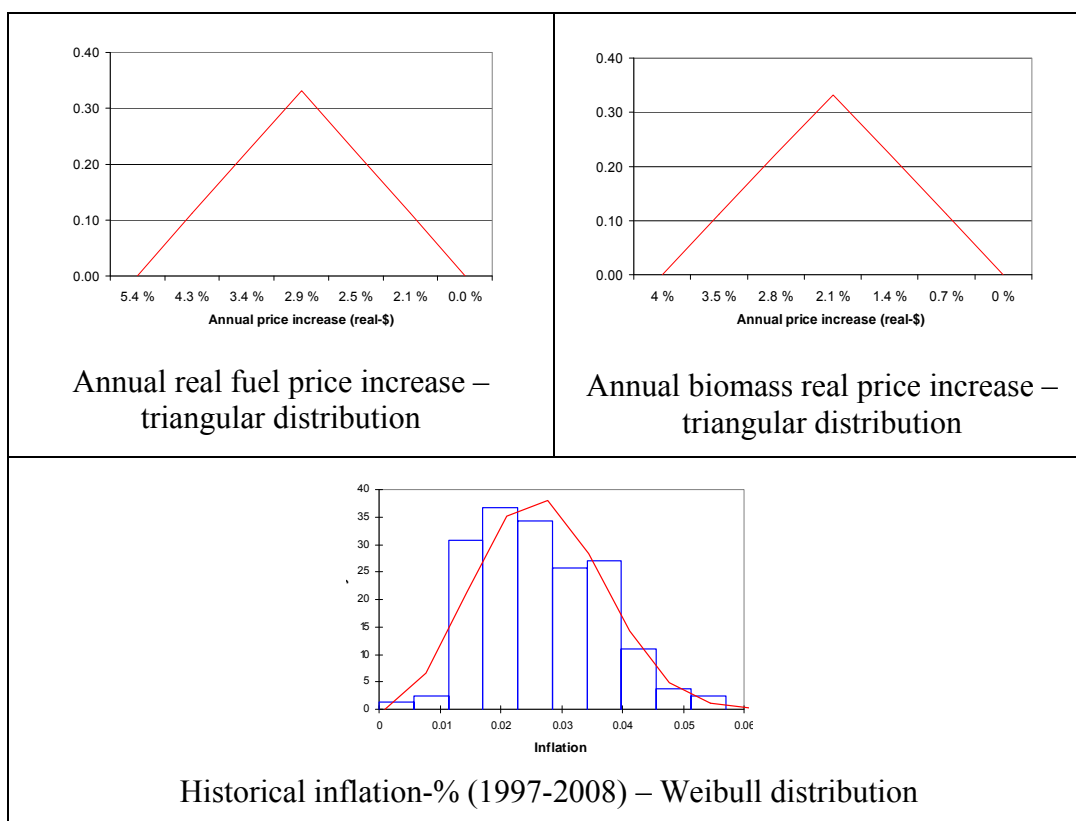 0.40
0.30
0.20
0.10
0.00
5.4 % 4.3 % 3.4 % 2.9 % 2.5 % 2.1 % 0.0 %
Annual price increase (real-$)
Annual real fuel price increase –
triangular distribution
0.40
0.30
0.20
0.10
0.00
4 % 3.5 % 2.8 % 2.1 % 1.4 % 0.7 % 0 %
Annual price increase (real-$)
Annual biomass real price increase –
triangular distribution
40
35
30
25
20
15
10
5
0
0 0.01 0.02 0.03 0.04 0.05 0.06
Inflation
Historical inflation-% (1997-2008) – Weibull distribution